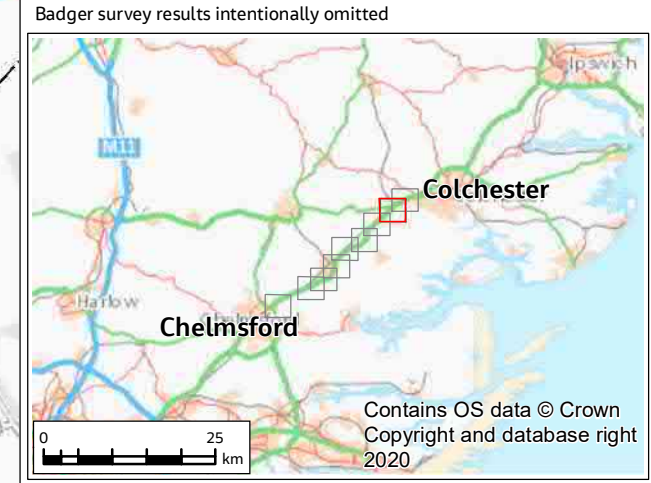 Badger survey results intentionally omitted
Ipswich
M11
Colchester
Harlow
Chelmsford
Contains OS data © Crown
Copyright and database right
2020
0 25
km